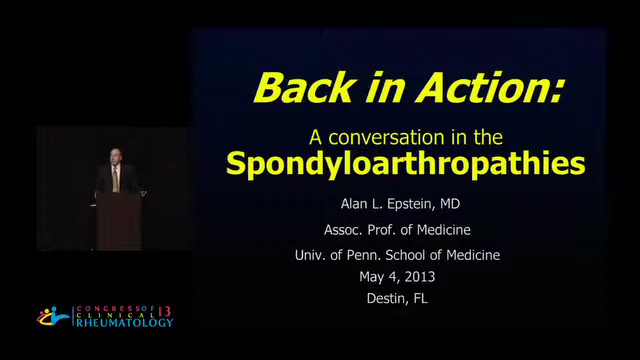 Back in Action:
A conversation in the
Spondyloarthropathies
Alan L. Epstein, MD
Assoc. Prof. of Medicine
Univ. of Penn. School of Medicine
May 4, 2013
Destin, FL
CONGRESS OF 13
CLINICAL
RHEUMATOLOGY